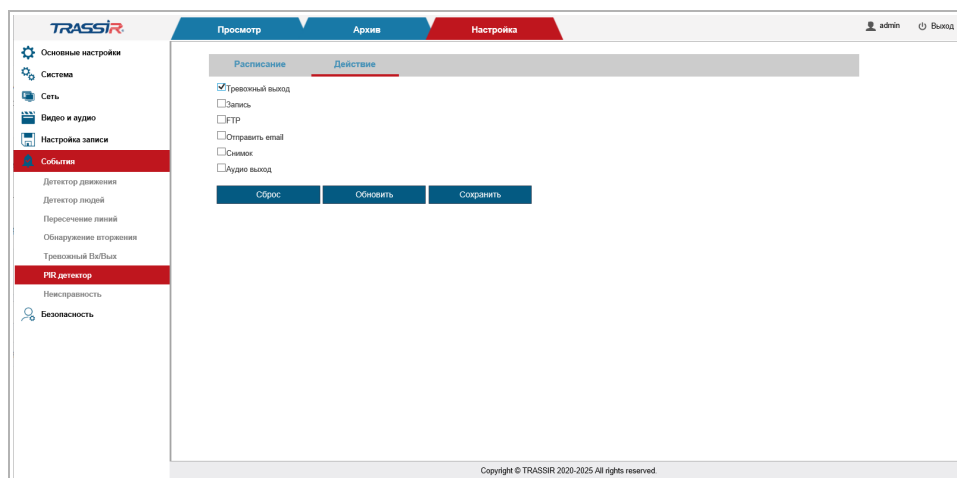 TRASSIR
Просмотр
Архив
Настройка
admin
Выход
Основные настройки
Система
Сеть
Видео и аудио
Настройка записи
События
Детектор движения
Детектор людей
Пересечение линий
Обнаружение вторжения
Тревожный Вх/Вых
PIR детектор
Неисправность
Безопасность
Расписание
Действие
Тревожный выход
Запись
FTP
Отправить email
Снимок
Аудио выход
Сброс
Обновить
Сохранить
Copyright © TRASSIR 2020-2025 All rights reserved.